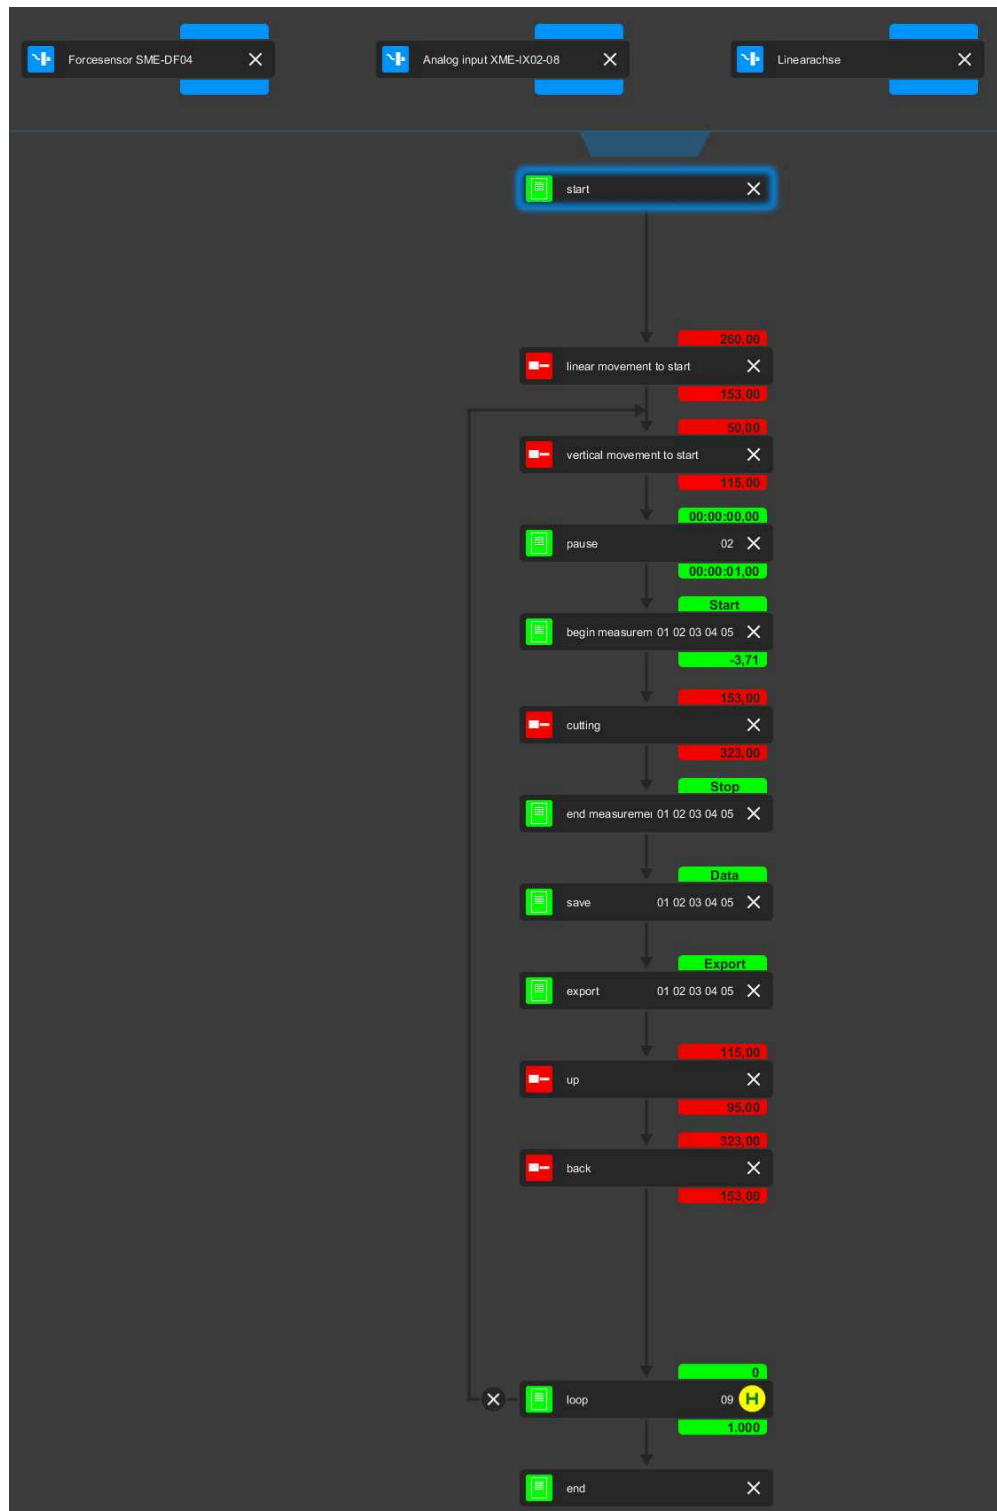 Forcesensor SME-DF04
Analog input XME-IX02-08
Linearachse
start
260,00
linear movement to start
153,00
50,00
vertical movement to start
115,00
00:00:00,00
pause 02
00:00:01,00
Start
begin measurem 01 02 03 04 05
-3,71
153,00
cutting
323,00
Stop
end measuremei 01 02 03 04 05
Data
save 01 02 03 04 05
Export
export 01 02 03 04 05
115,00
up
95,00
323,00
back
153,00
0
loop 09 H
1.000
end